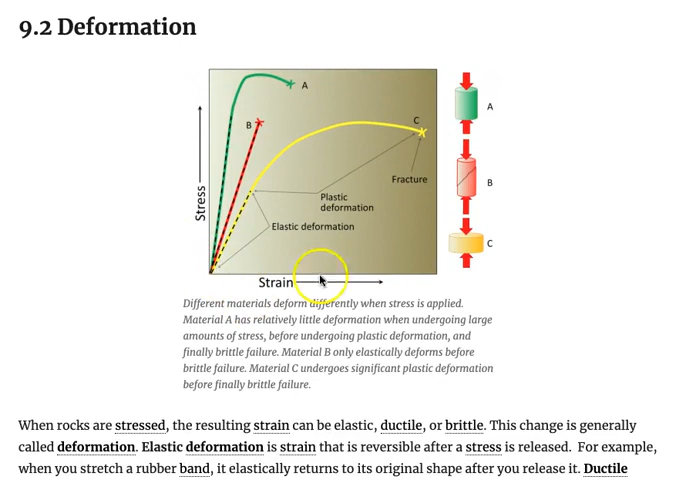 9.2 Deformation
A
B
C
Fracture
Plastic
deformation
Elastic deformation
Stress
Strain
A
B
C
Different materials deform differently when stress is applied.
Material A has relatively little deformation when undergoing large
amounts of stress, before undergoing plastic deformation, and
finally brittle failure. Material B only elastically deforms before
brittle failure. Material C undergoes significant plastic deformation
before finally brittle failure.
When rocks are stressed, the resulting strain can be elastic, ductile, or brittle. This change is generally
called deformation. Elastic deformation is strain that is reversible after a stress is released. For example,
when you stretch a rubber band, it elastically returns to its original shape after you release it. Ductile